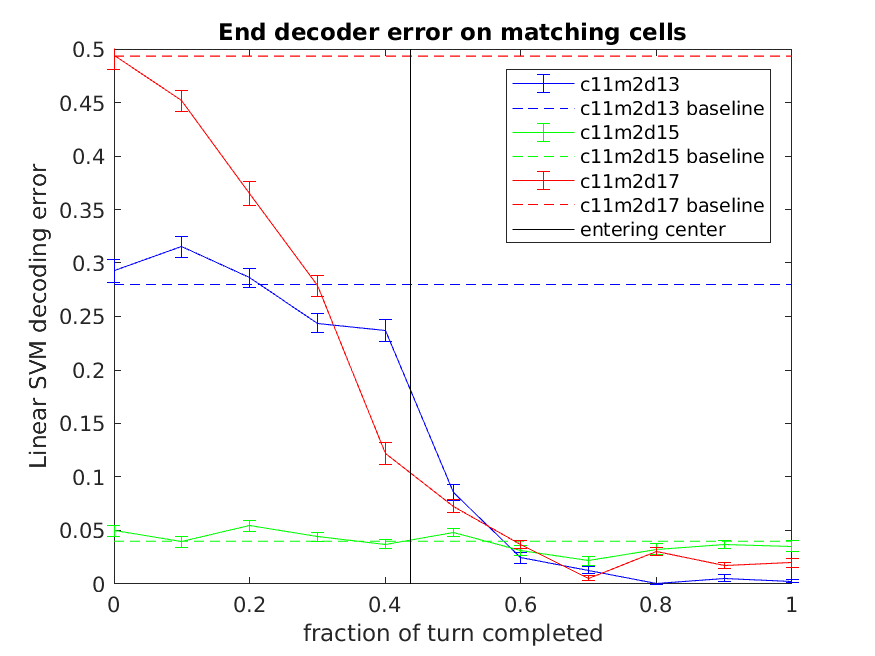 End decoder error on matching cells
Linear SVM decoding error
0.5
0.45
0.4
0.35
0.3
0.25
0.2
0.15
0.1
0.05
0
c11m2d13
c11m2d13 baseline
c11m2d15
c11m2d15 baseline
c11m2d17
c11m2d17 baseline
entering center
0 0.2 0.4 0.6 0.8 1
fraction of turn completed